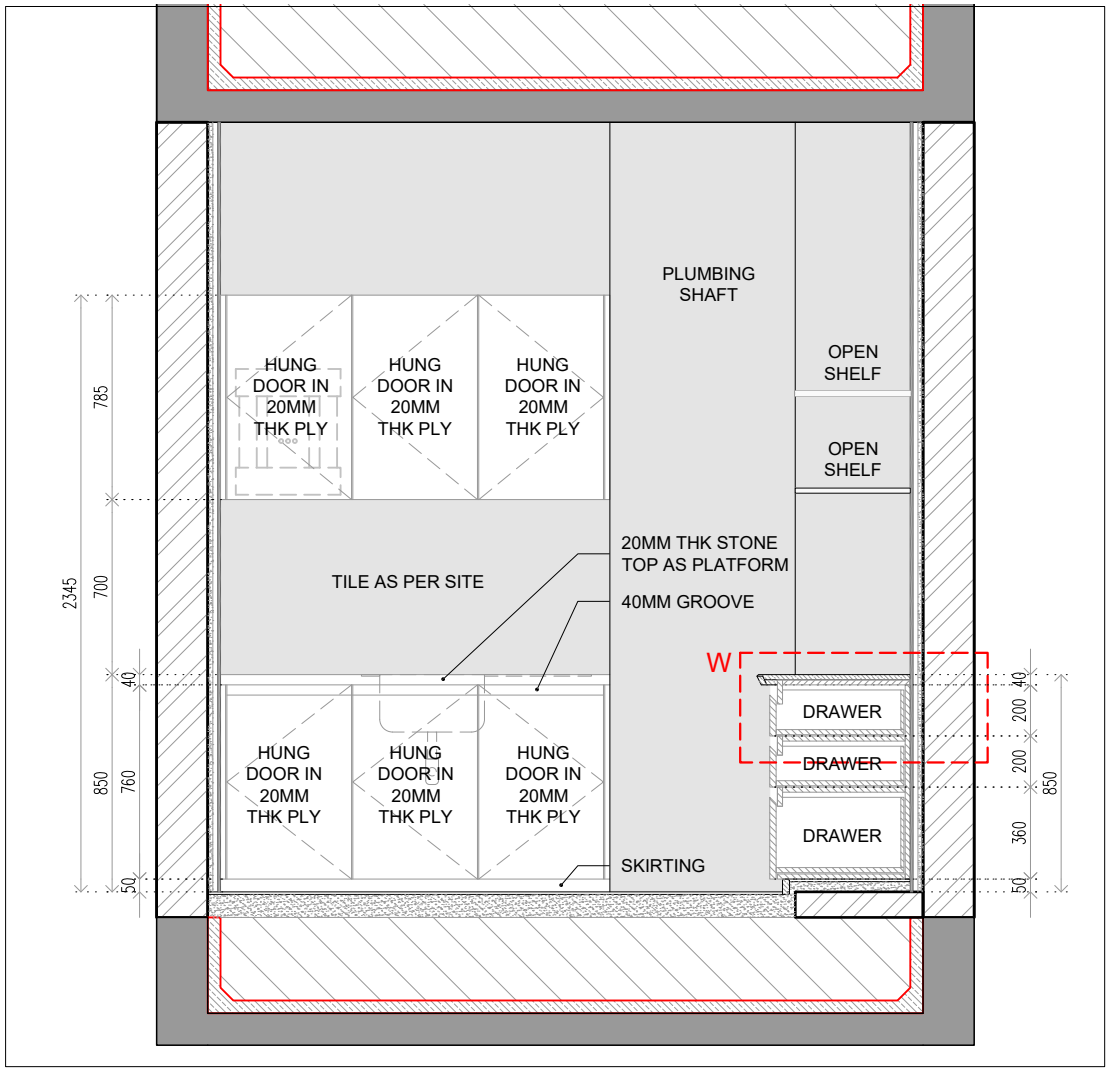 PLUMBING
SHAFT
OPEN
SHELF
OPEN
SHELF
HUNG
DOOR IN
20MM
THK PLY
HUNG
DOOR IN
20MM
THK PLY
HUNG
DOOR IN
20MM
THK PLY
20MM THK STONE
TOP AS PLATFORM
TILE AS PER SITE
40MM GROOVE
W
DRAWER
DRAWER
DRAWER
HUNG
DOOR IN
20MM
THK PLY
HUNG
DOOR IN
20MM
THK PLY
HUNG
DOOR IN
20MM
THK PLY
SKIRTING
2345
785
700
40
850
760
50
40
200
200
850
360
50